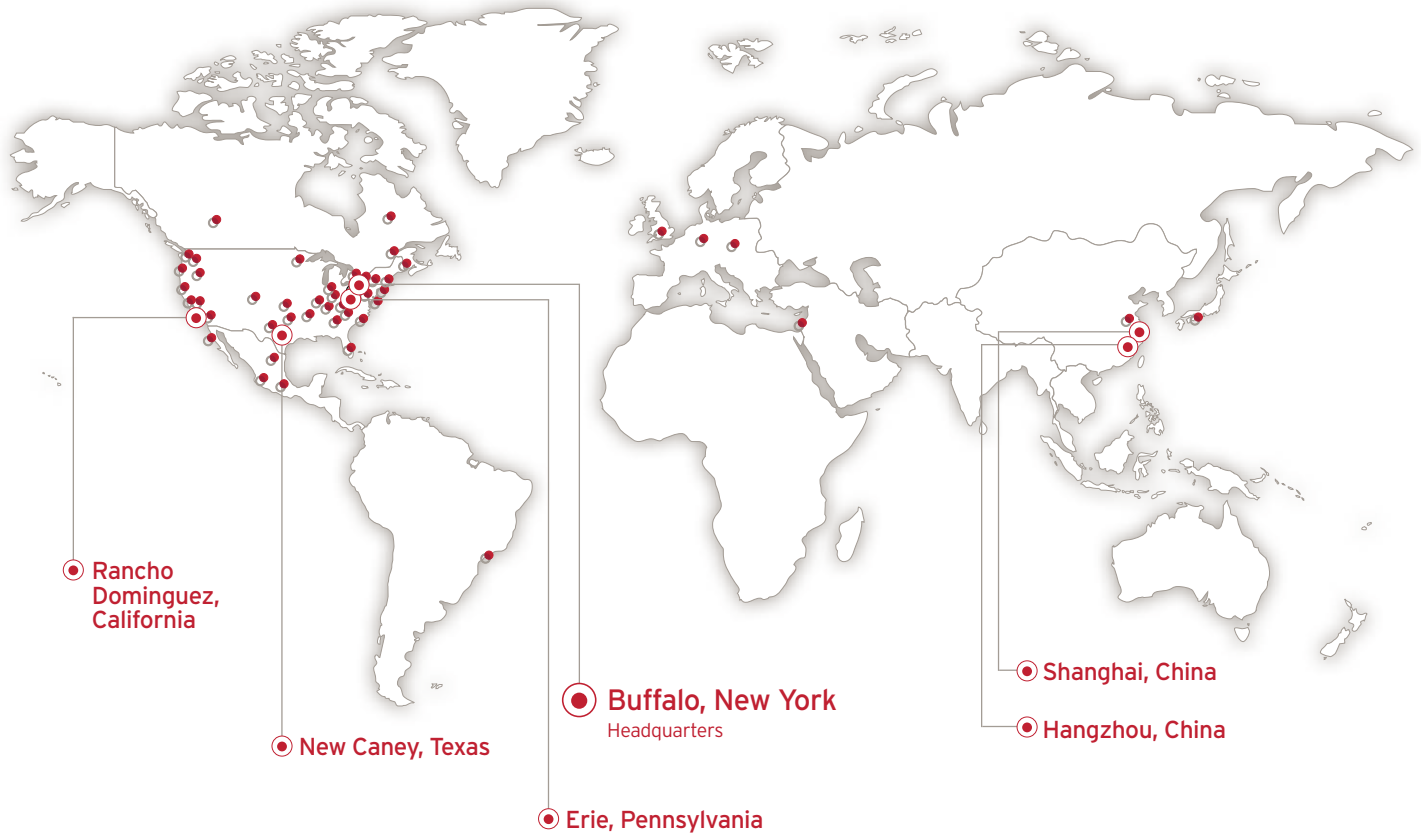 Rancho
Dominguez,
California
Buffalo, New York
Headquarters
New Caney, Texas
Erie, Pennsylvania
Shanghai, China
Hangzhou, China